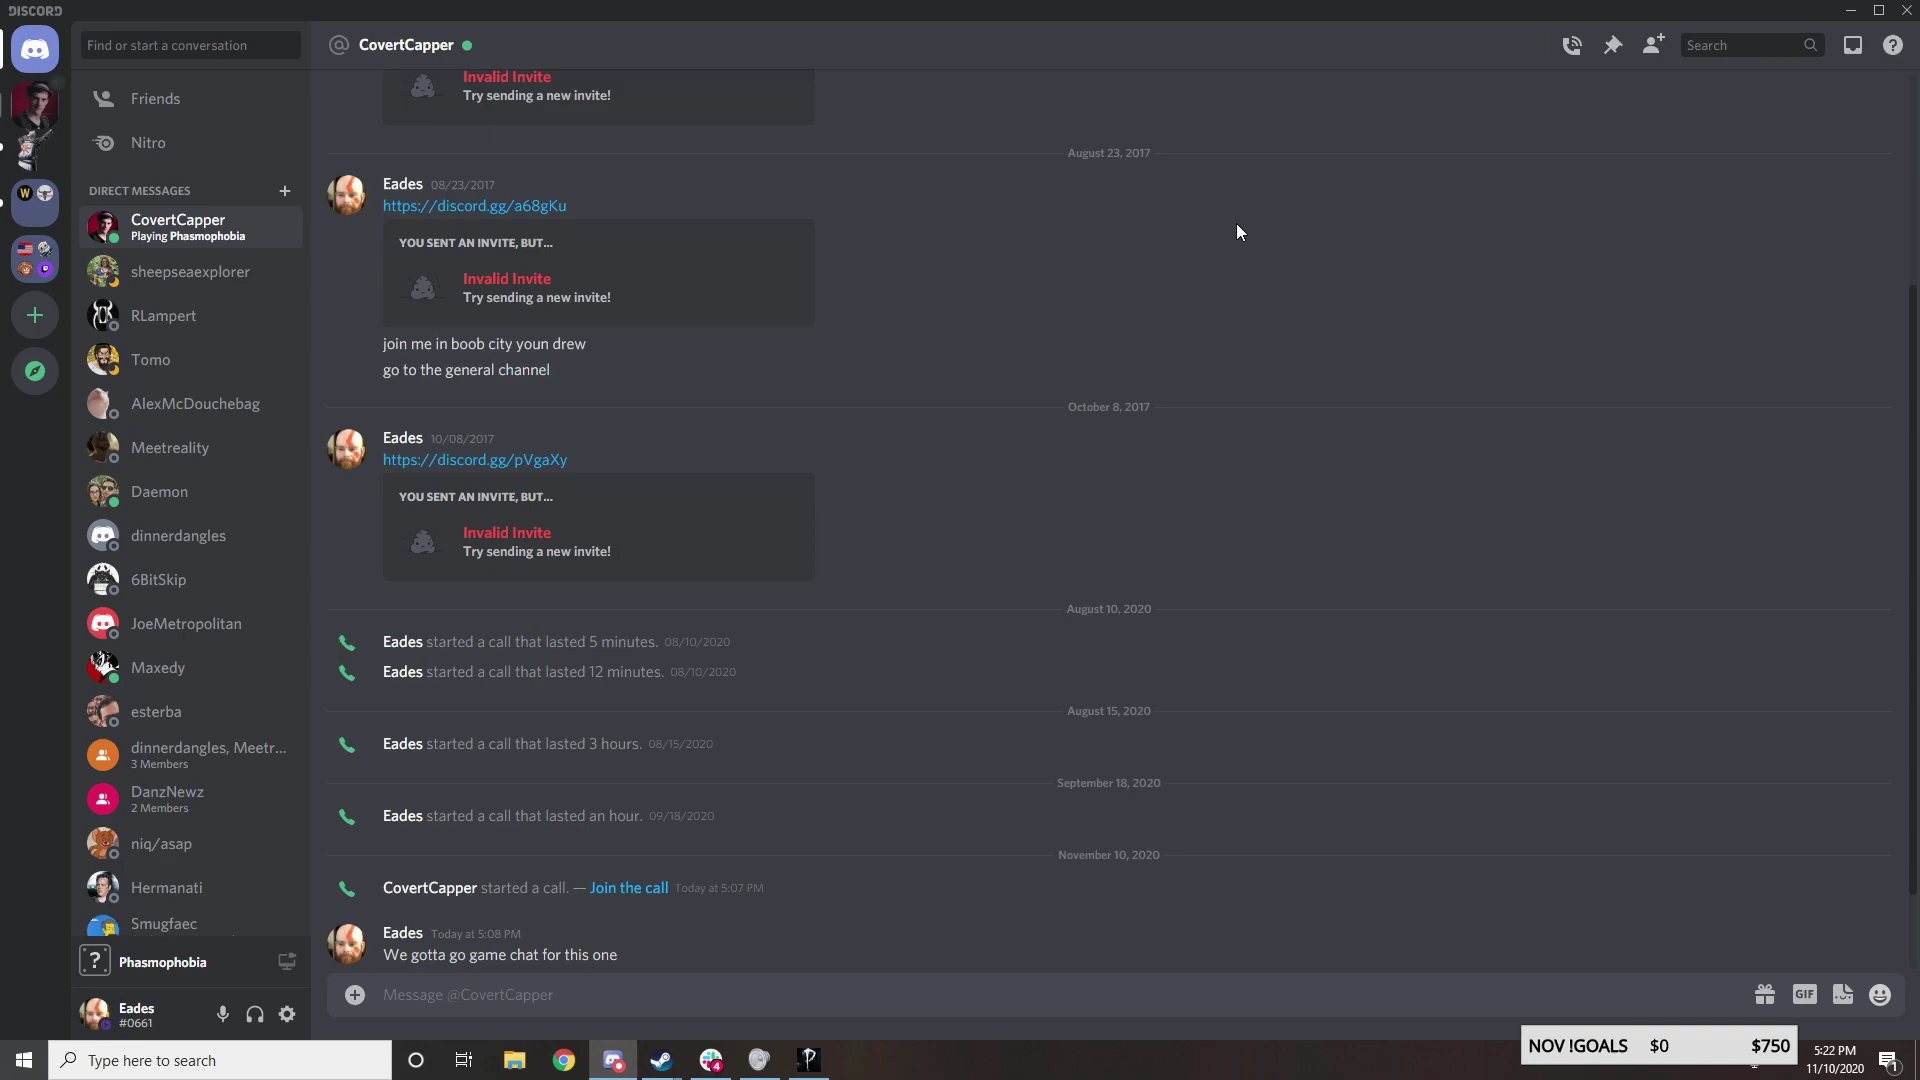 DISCORD
Find or start a conversation
Friends
Nitro
DIRECT MESSAGES
CovertCapper
Playing Phasmophobia
sheepseaexplorer
RLampert
Tomo
AlexMcDouchebag
Meetreality
Daemon
dinnerdangles
6BitSkip
JoeMetropolitan
Maxedy
esterba
dinnerdangles, Meetr...
3 Members
DanzNewz
2 Members
niq/asap
Hermanati
Smugfaec
Phasmophobia
Eades
#0661
CovertCapper
Search
Invalid Invite
Try sending a new invite!
August 23, 2017
Eades 08/23/2017
https://discord.gg/a68gKu
YOU SENT AN INVITE, BUT...
Invalid Invite
Try sending a new invite!
join me in boob city youn drew
go to the general channel
October 8, 2017
Eades 10/08/2017
https://discord.gg/pVgaXy
YOU SENT AN INVITE, BUT...
Invalid Invite
Try sending a new invite!
August 10, 2020
Eades started a call that lasted 5 minutes. 08/10/2020
Eades started a call that lasted 12 minutes. 08/10/2020
August 15, 2020
Eades started a call that lasted 3 hours. 08/15/2020
September 18, 2020
Eades started a call that lasted an hour. 09/18/2020
November 10, 2020
CovertCapper started a call. — Join the call Today at 5:07 PM
Eades Today at 5:08 PM
We gotta go game chat for this one
Message @CovertCapper
GIF
NOV !GOALS $0 $750
Type here to search
4
5:22 PM
11/10/2020
1